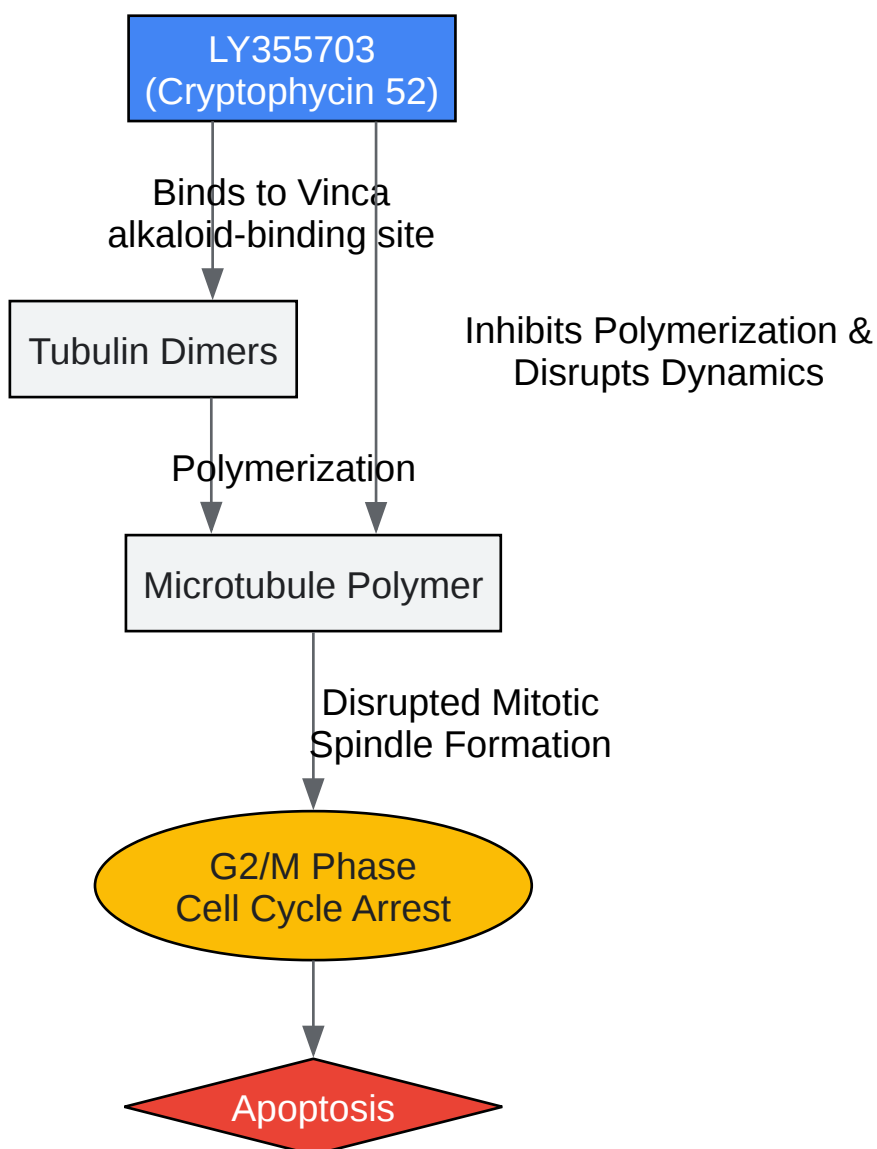 LY355703
(Cryptophycin 52)
Binds to Vinca
alkaloid-binding site
Tubulin Dimers
Inhibits Polymerization &
Disrupts Dynamics
Polymerization
Microtubule Polymer
Disrupted Mitotic
Spindle Formation
G2/M Phase
Cell Cycle Arrest
Apoptosis